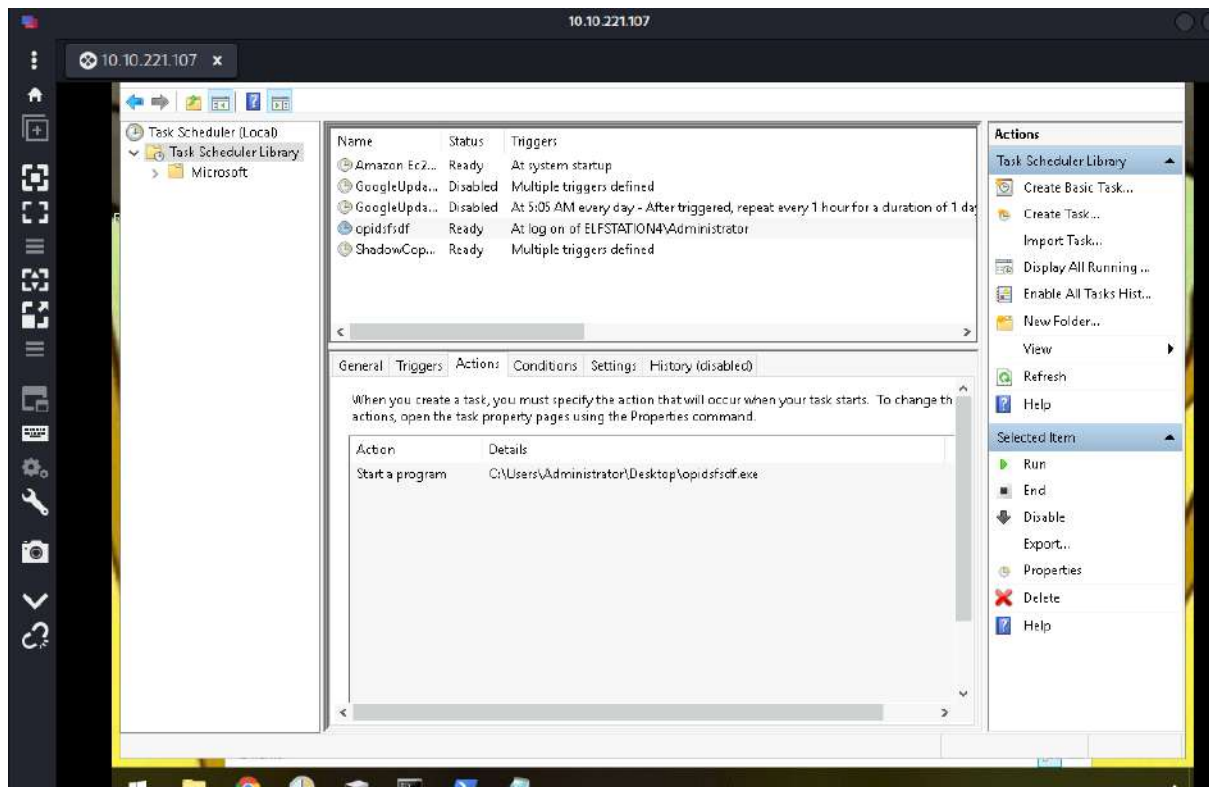 10.10.221.107
10.10.221.107 x
Task Scheduler (Local)
Task Scheduler Library
Microsoft
Name Status Triggers
Amazon Ec2... Ready At system startup
GoogleUpda... Disabled Multiple triggers defined
GoogleUpda... Disabled At 5:05 AM every day - After triggered, repeat every 1 hour for a duration of 1 da
opidsfsdf Ready At log on of ELFSTATION4\Administrator
ShadowCop... Ready Multiple triggers defined
General Triggers Actions Conditions Settings History (disabled)
When you create a task, you must specify the action that will occur when your task starts. To change th
actions, open the task property pages using the Properties command.
Action Details
Start a program C:\Users\Administrator\Desktop\opidsfsdf.exe
Actions
Task Scheduler Library
Create Basic Task...
Create Task...
Import Task...
Display All Running ...
Enable All Tasks Hist...
New Folder...
View
Refresh
Help
Selected Item
Run
End
Disable
Export...
Properties
Delete
Help